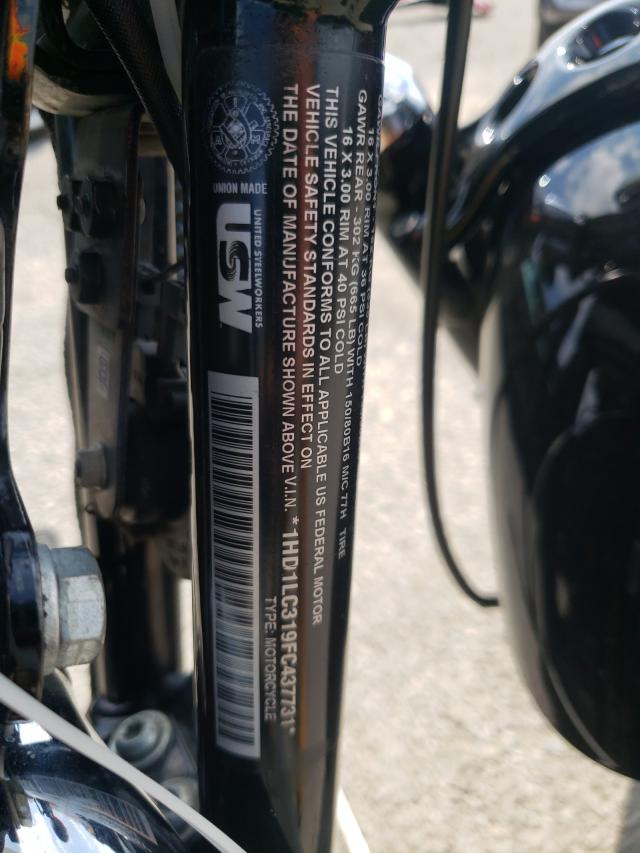 16 X 3.00 RIM AT 36 PSI COLD
GAWR REAR - 302 KG (665 LB) WITH 150/80B16 M/C 77H TIRE
16 X 3.00 RIM AT 40 PSI COLD
THIS VEHICLE CONFORMS TO ALL APPLICABLE US FEDERAL MOTOR
VEHICLE SAFETY STANDARDS IN EFFECT ON
THE DATE OF MANUFACTURE SHOWN ABOVE V.I.N. *1HD1LC319FC437731*
TYPE: MOTORCYCLE
UNION MADE
UNITED STEELWORKERS
USW